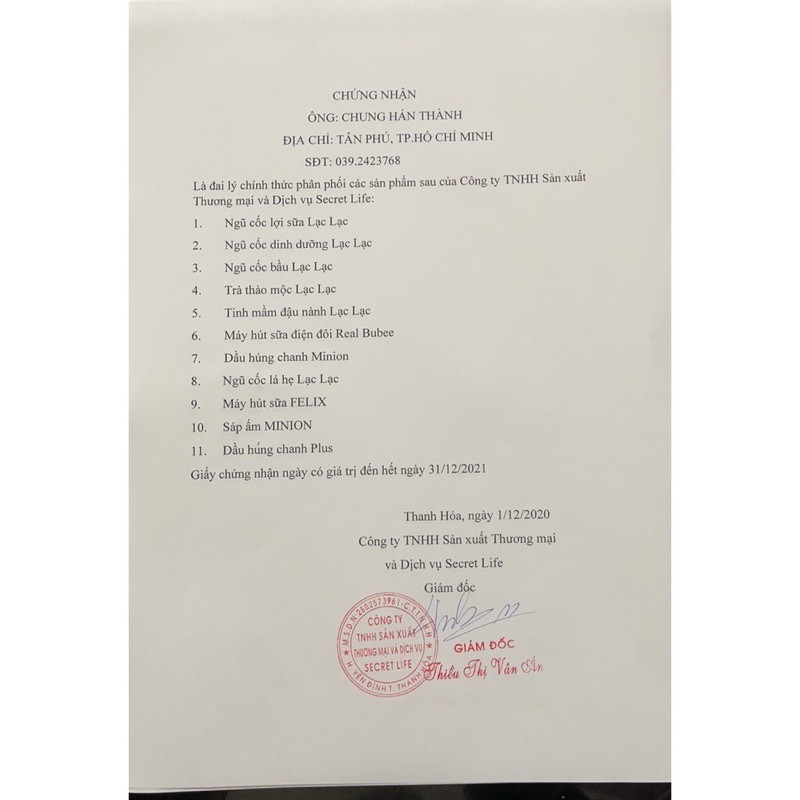 CHỨNG NHẬN
ÔNG: CHUNG HÁN THÀNH
ĐỊA CHỈ: TÂN PHÚ, TP.HỒ CHÍ MINH
SĐT: 039.2423768
Là đai lý chính thức phân phối các sản phẩm sau của Công ty TNHH Sản xuất
Thương mại và Dịch vụ Secret Life:
1. Ngũ cốc lợi sữa Lạc Lạc
2. Ngũ cốc dinh dưỡng Lạc Lạc
3. Ngũ cốc bầu Lạc Lạc
4. Trà thảo mộc Lạc Lạc
5. Tinh mầm đậu nành Lạc Lạc
6. Máy hút sữa điện đôi Real Bubee
7. Dầu húng chanh Minion
8. Ngũ cốc lá hẹ Lạc Lạc
9. Máy hút sữa FELIX
10. Sáp ấm MINION
11. Dầu húng chanh Plus
Giấy chứng nhận ngày có giá trị đến hết ngày 31/12/2021
Thanh Hóa, ngày 1/12/2020
Công ty TNHH Sản xuất Thương mại
và Dịch vụ Secret Life
Giám đốc
M.S.D.N:2802573967-C.T.T.N.H.H
CÔNG TY
TNHH SẢN XUẤT
THƯƠNG MẠI VÀ DỊCH VỤ
SECRET LIFE
H. YÊN ĐỊNH T. THANH HÓA
GIÁM ĐỐC
Thiều Thị Vân An